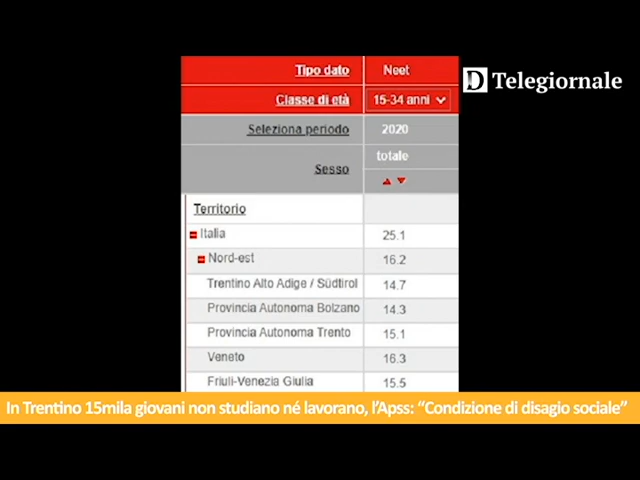 Tipo dato Neet
D Telegiornale
Classe di età 15-34 anni
Seleziona periodo 2020
Sesso totale
Territorio
Italia 25.1
Nord-est 16.2
Trentino Alto Adige / Südtirol 14.7
Provincia Autonoma Bolzano 14.3
Provincia Autonoma Trento 15.1
Veneto 16.3
Friuli-Venezia Giulia 15.5
In Trentino 15mila giovani non studiano né lavorano, l'Apss: “Condizione di disagio sociale”